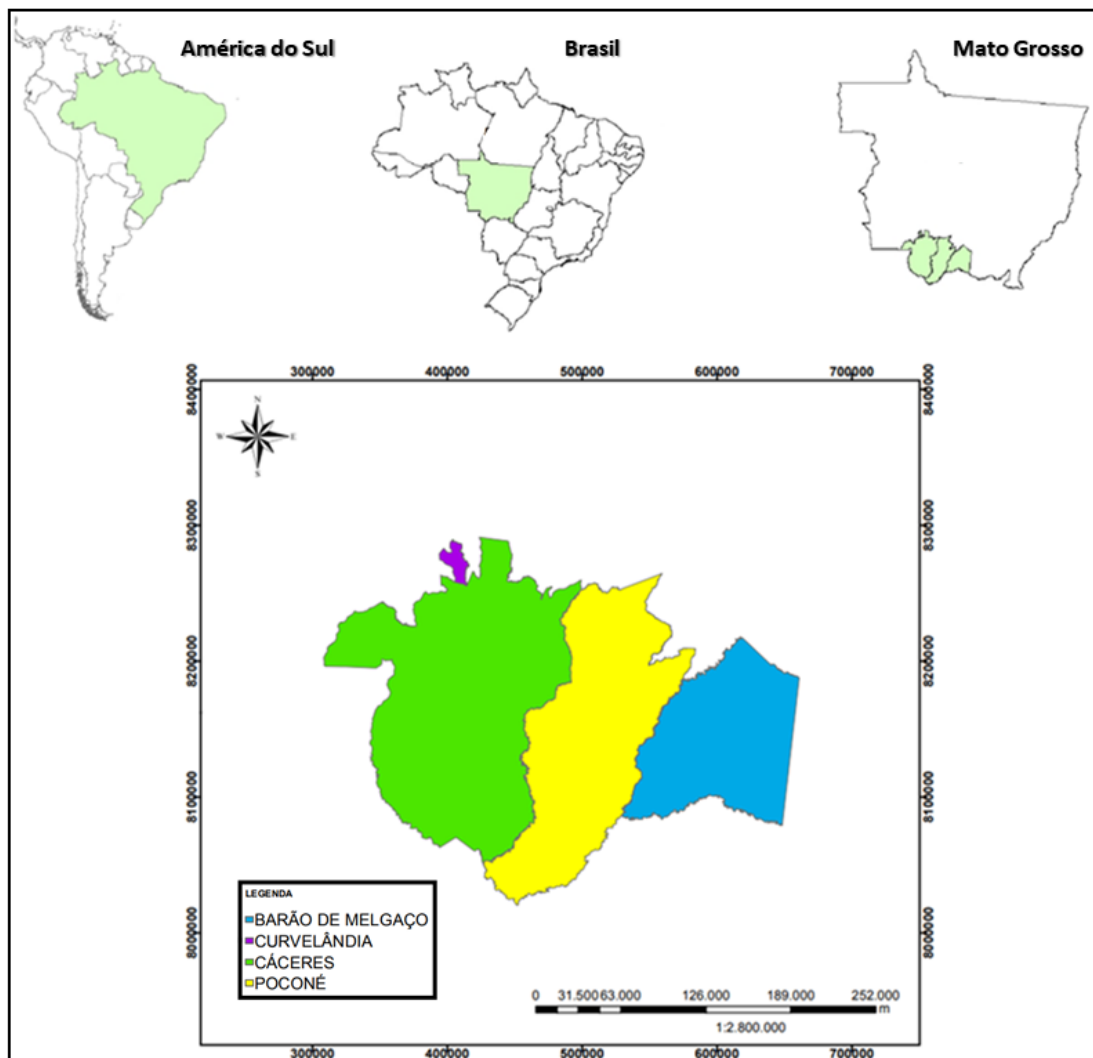 América do Sul
Brasil
Mato Grosso
300000 400000 500000 600000 700000
8400000
8400000
N
W E
S
8300000
8300000
8200000
8200000
8100000
8100000
8000000
8000000
LEGENDA
BARÃO DE MELGAÇO
CURVELÂNDIA
CÁCERES
POCONÉ
0 31.500 63.000 126.000 189.000 252.000
m
1:2.800.000
300000 400000 500000 600000 700000